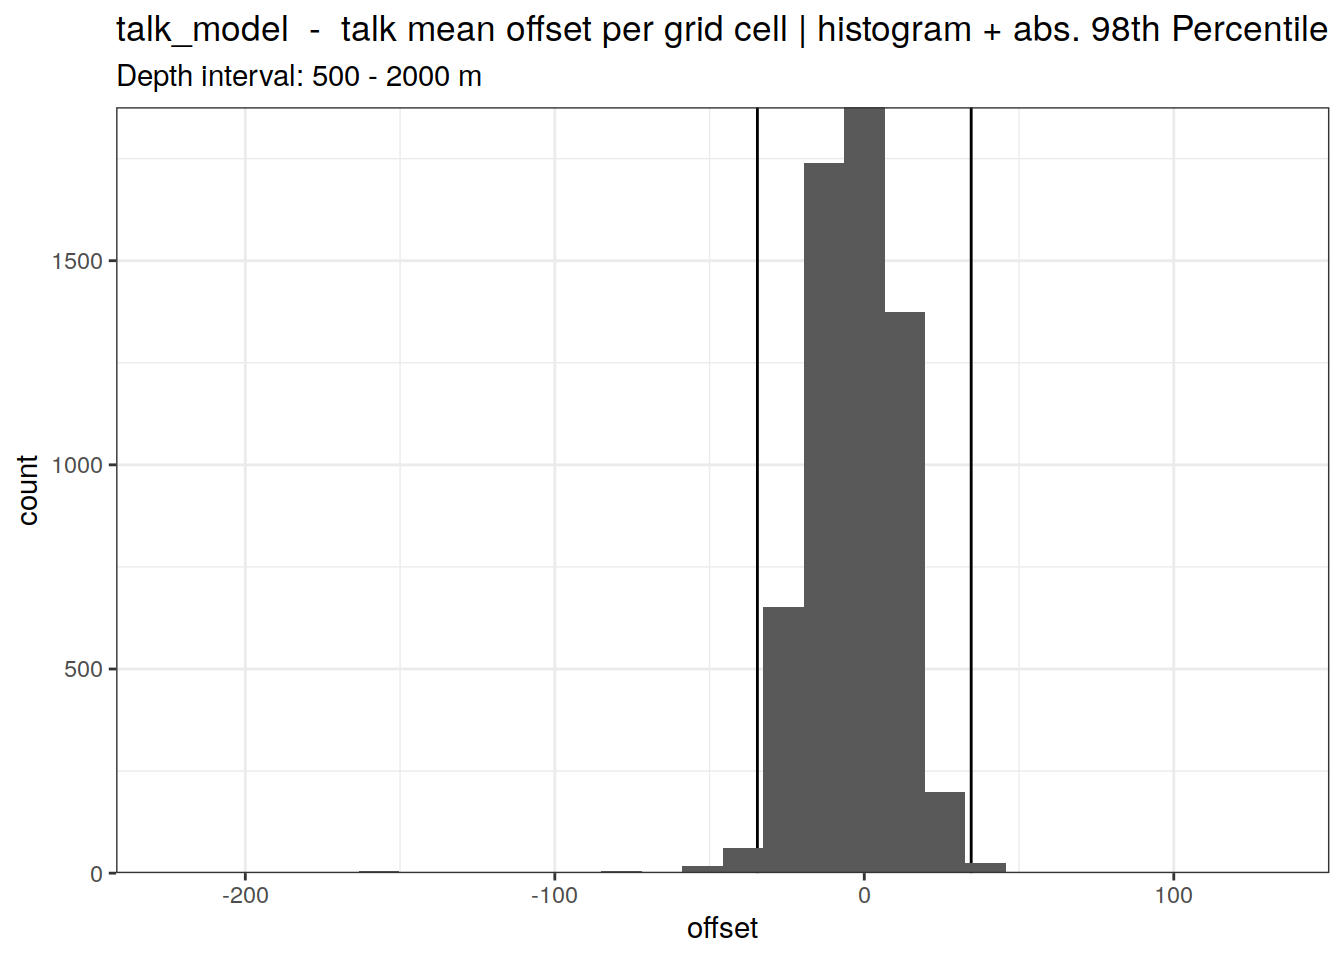 talk_model  -  talk mean offset per grid cell | histogram + abs. 98th Percentile
Depth interval: 500 - 2000 m
1500
1000
500
0
count
-200
-100
0
100
offset